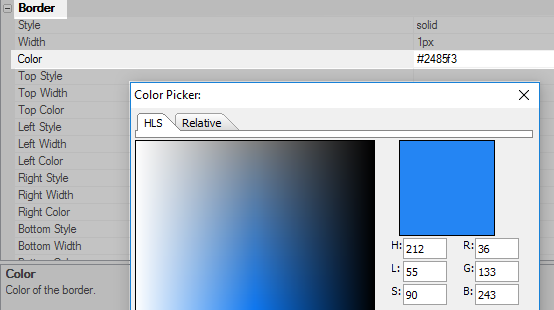 Border
Style solid
Width 1px
Color #2485f3
Top Style
Top Width
Top Color
Left Style
Left Width
Left Color
Right Style
Right Width
Right Color
Bottom Style
Bottom Width
Color
Color of the border.
Color Picker:
HLS Relative
H: 212 R: 36
L: 55 G: 133
S: 90 B: 243